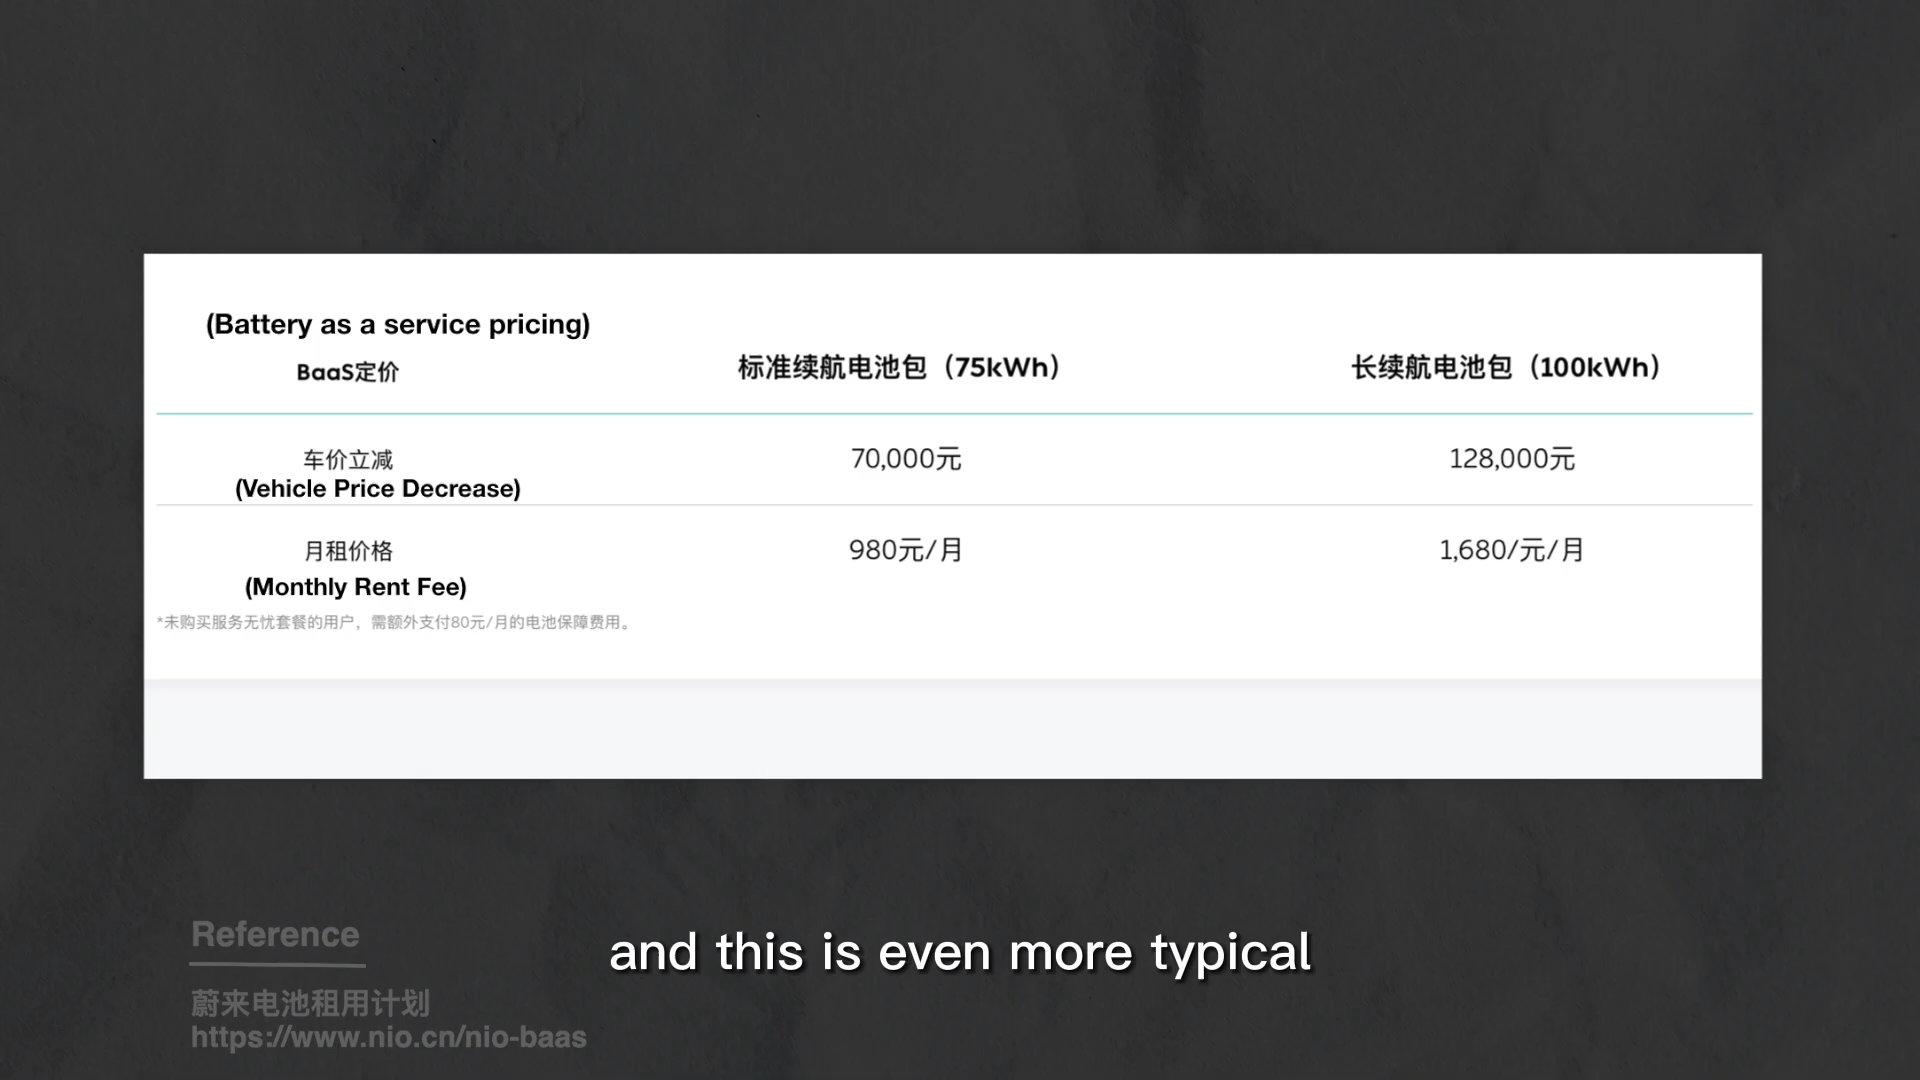 (Battery as a service pricing)
BaaS定价
标准续航电池包（75kWh）
长续航电池包（100kWh）
车价立减
70,000元
128,000元
(Vehicle Price Decrease)
月租价格
980元/月
1,680/元/月
(Monthly Rent Fee)
*未购买服务无忧套餐的用户，需额外支付80元/月的电池保障费用。
Reference
蔚来电池租用计划
https://www.nio.cn/nio-baas
and this is even more typical